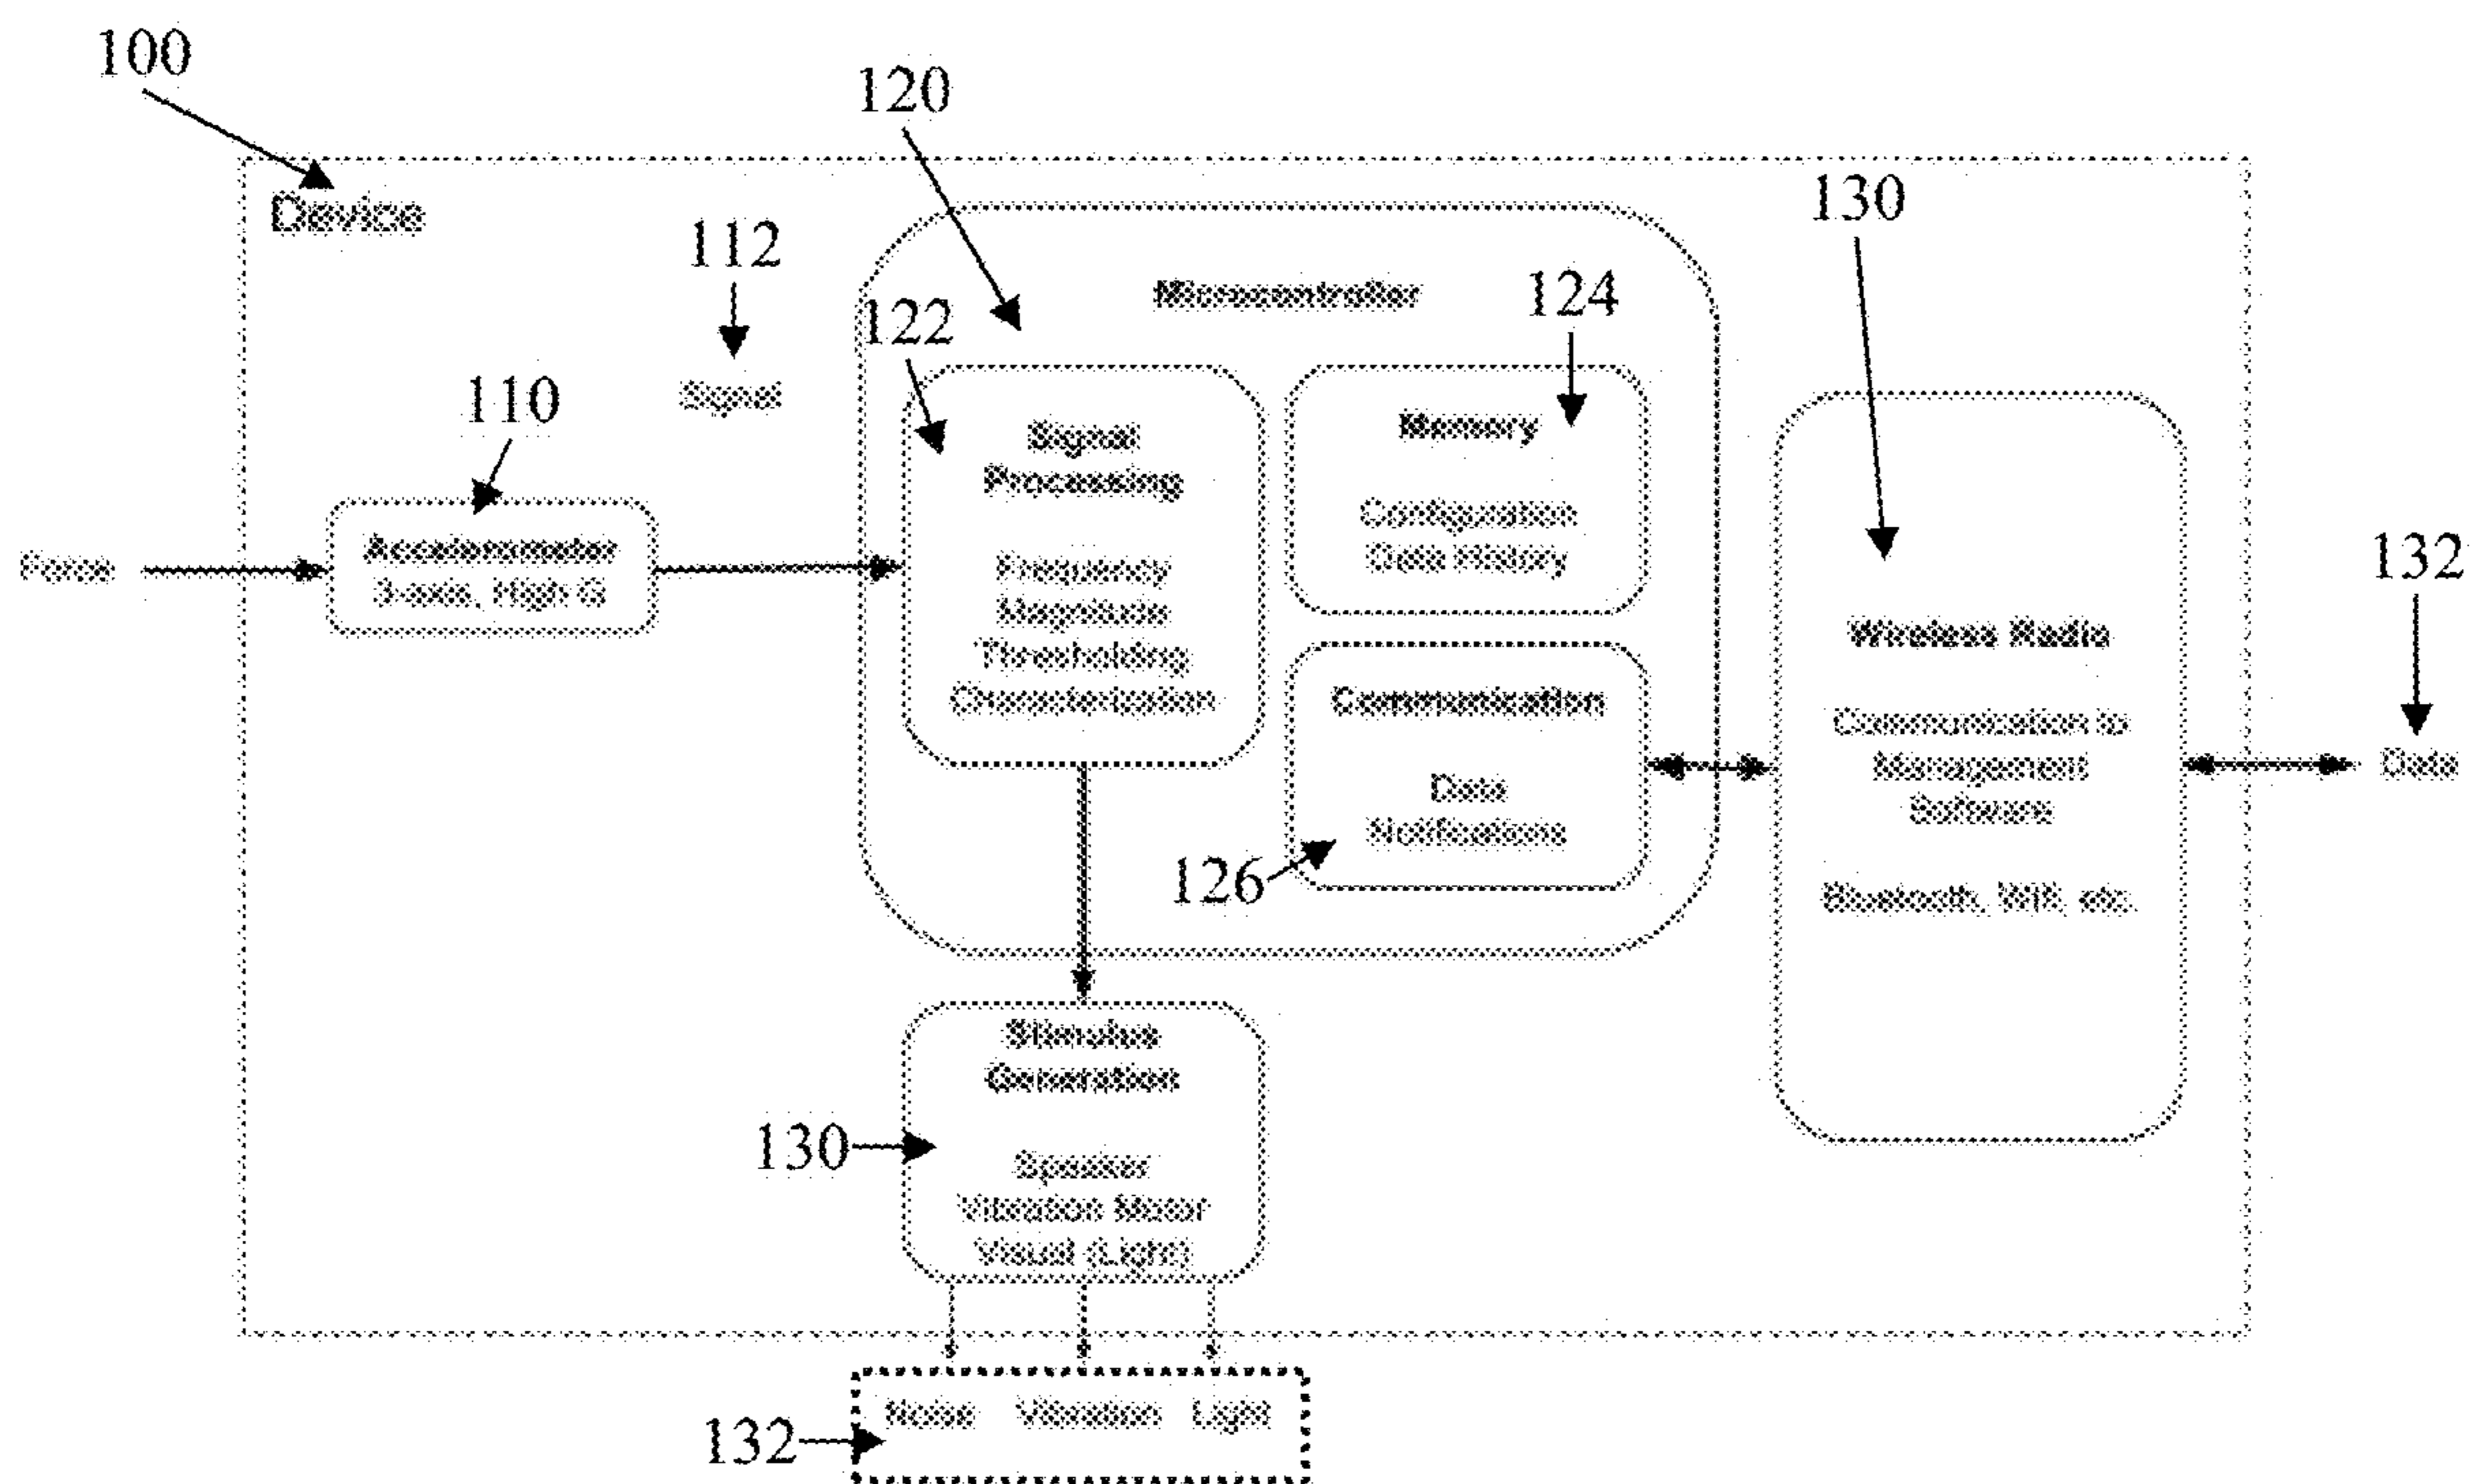 100
120
130
Device
112
Microcontroller
124
122
Signal
110
Memory
Signal
Processing
Configuration
Data History
Accelerometer
3-axis, High G
Force
Frequency
Magnitude
Thresholding
Characterization
132
Wireless Radio
Communication
Communication to
Management
Software
Data
Data
Notifications
126
Bluetooth, Wifi, etc.
Stimulus
Generation
130
Speaker
Vibration Motor
Visual (Light)
Noise Vibration Light
132